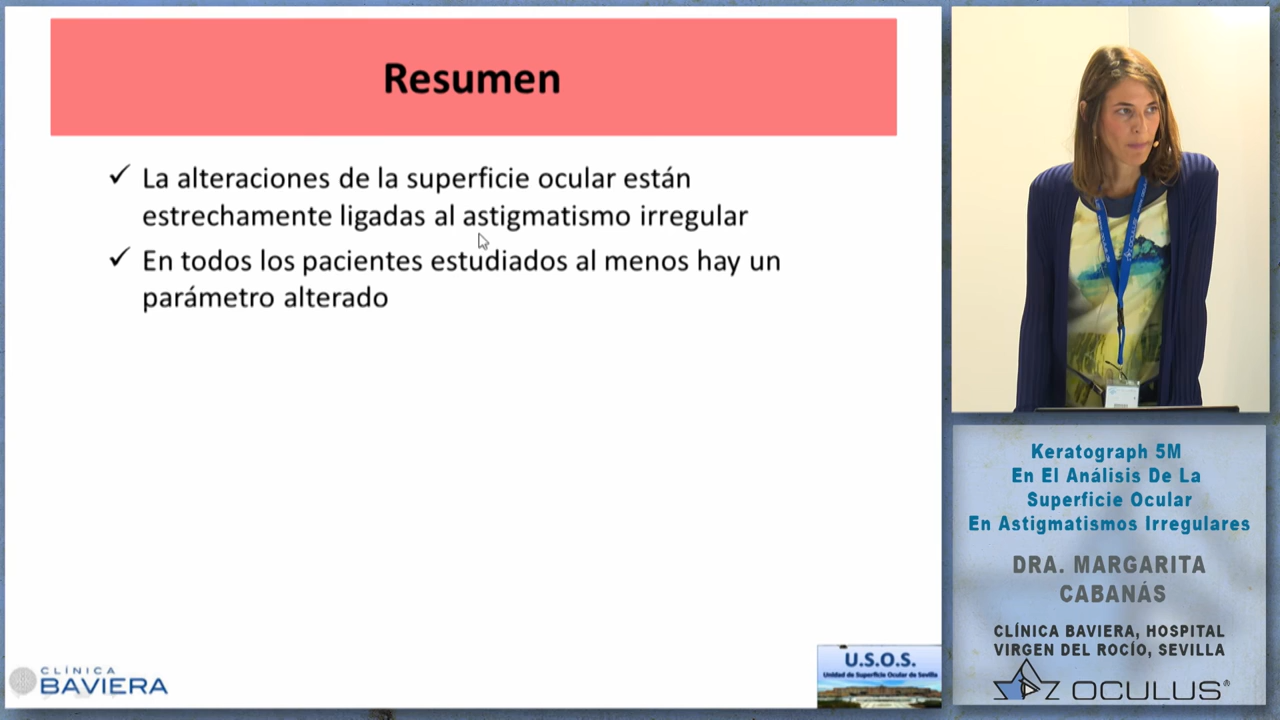 Resumen
✓ La alteraciones de la superficie ocular están
estrechamente ligadas al astigmatismo irregular
✓ En todos los pacientes estudiados al menos hay un
parámetro alterado
CLÍNICA
BAVIERA
U.S.O.S.
Unidad de Superficie Ocular de Sevilla
Keratograph 5M
En El Análisis De La
Superficie Ocular
En Astigmatismos Irregulares
DRA. MARGARITA
CABANÁS
CLÍNICA BAVIERA, HOSPITAL
VIRGEN DEL ROCÍO, SEVILLA
OCULUS®